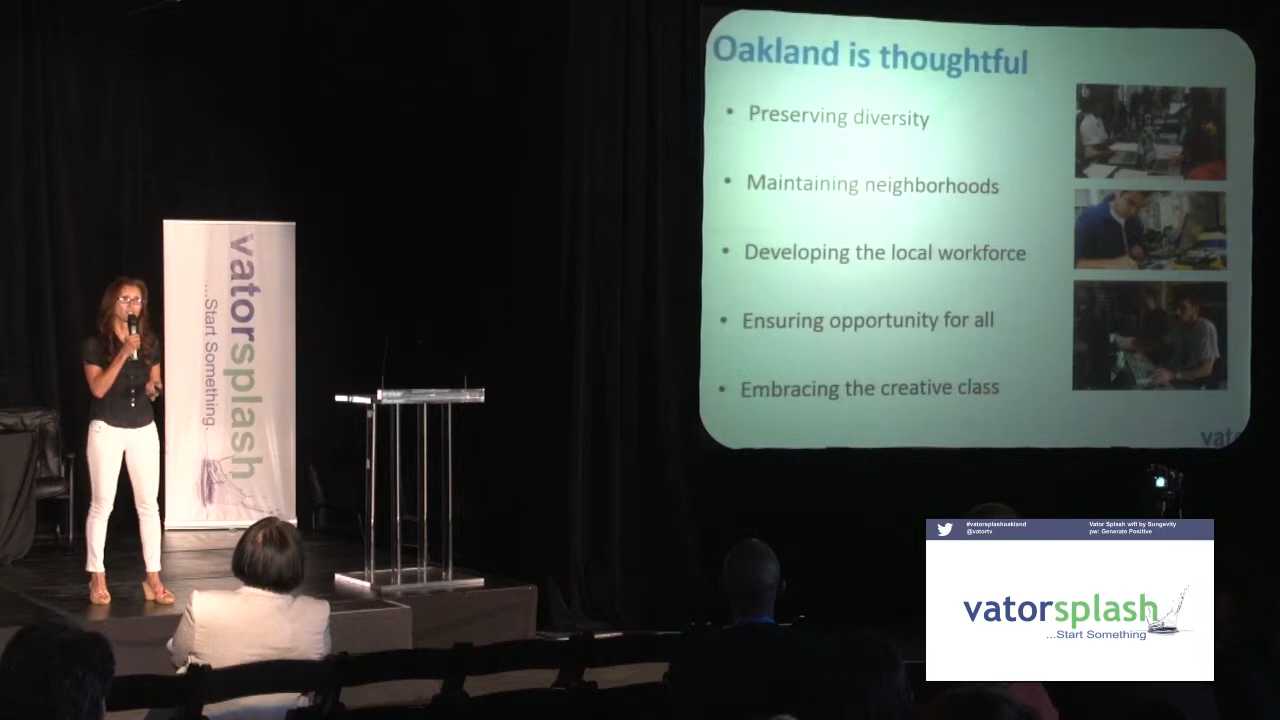 Oakland is thoughtful
• Preserving diversity
• Maintaining neighborhoods
• Developing the local workforce
• Ensuring opportunity for all
• Embracing the creative class
vat
vatorsplash
...Start Something.
#vatorsplashoakland
@vatortv
Vator Splash wifi by Sungevity
pw: Generate Positive
vatorsplash
...Start Something